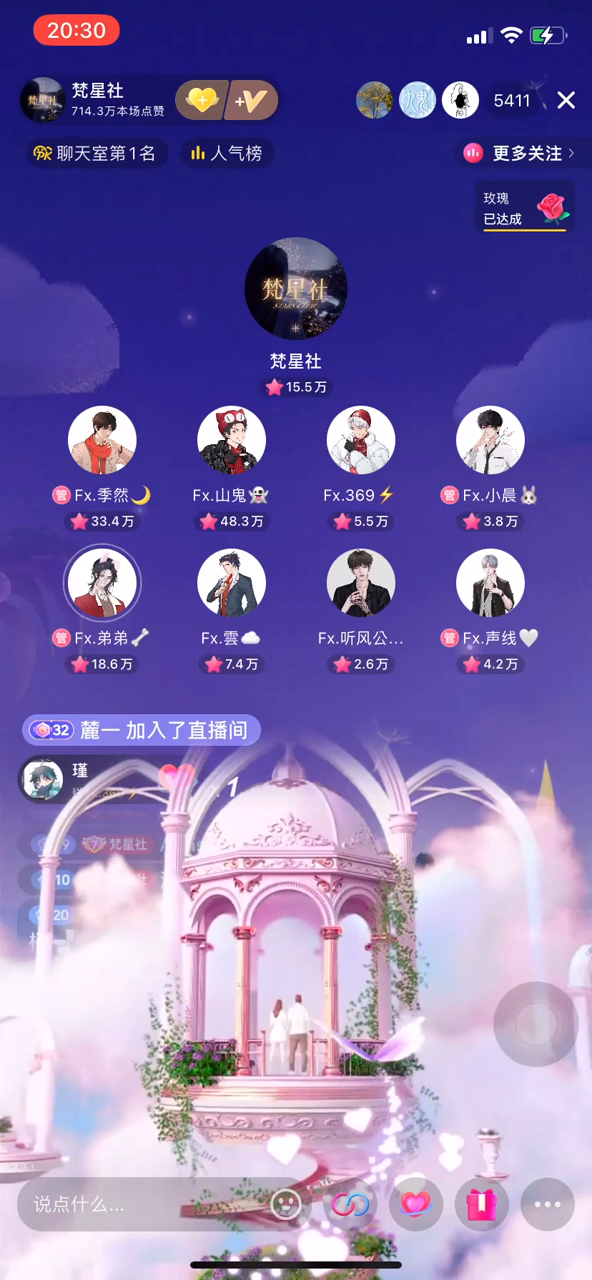 20:30
梵星社
714.3万本场点赞
5411
聊天室第1名
人气榜
更多关注
玫瑰
已达成
梵星社
梵星社
15.5万
Fx.季然🌙
Fx.山鬼👻
Fx.369⚡
管 Fx.小晨🐰
33.4万
48.3万
5.5万
3.8万
管 Fx.弟弟🦴
Fx.雲☁️
Fx.听风公...
管 Fx.声线🤍
18.6万
7.4万
2.6万
4.2万
32 麓一 加入了直播间
瑾
x 1
9 梵星社
10
20
说点什么...